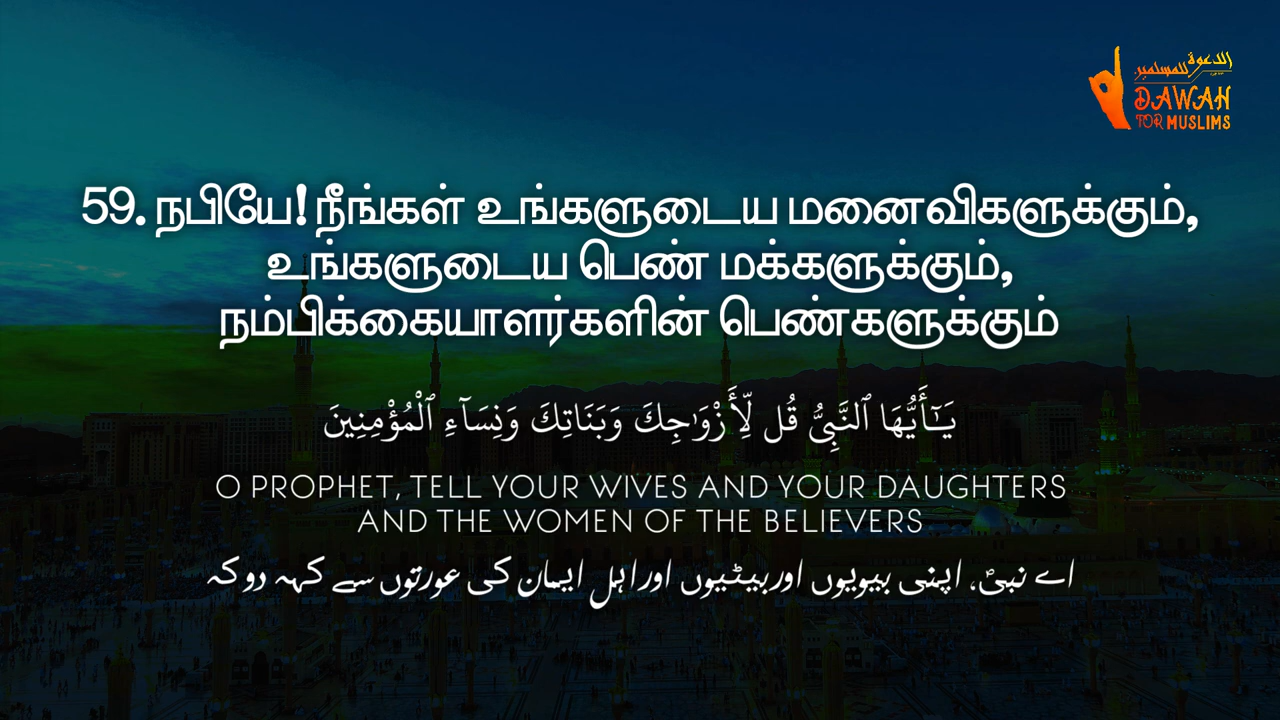 الدعوة
للمسلمين
DAWAH
FOR MUSLIMS
59. நபியே! நீங்கள் உங்களுடைய மனைவிகளுக்கும்,
உங்களுடைய பெண் மக்களுக்கும்,
நம்பிக்கையாளர்களின் பெண்களுக்கும்
يَـٰٓأَيُّهَا ٱلنَّبِىُّ قُل لِّأَزْوَٰجِكَ وَبَنَاتِكَ وَنِسَآءِ ٱلْمُؤْمِنِينَ
O PROPHET, TELL YOUR WIVES AND YOUR DAUGHTERS
AND THE WOMEN OF THE BELIEVERS
اے نبیؐ، اپنی بیویوں اور بیٹیوں اور اہل ایمان کی عورتوں سے کہہ دو کہ